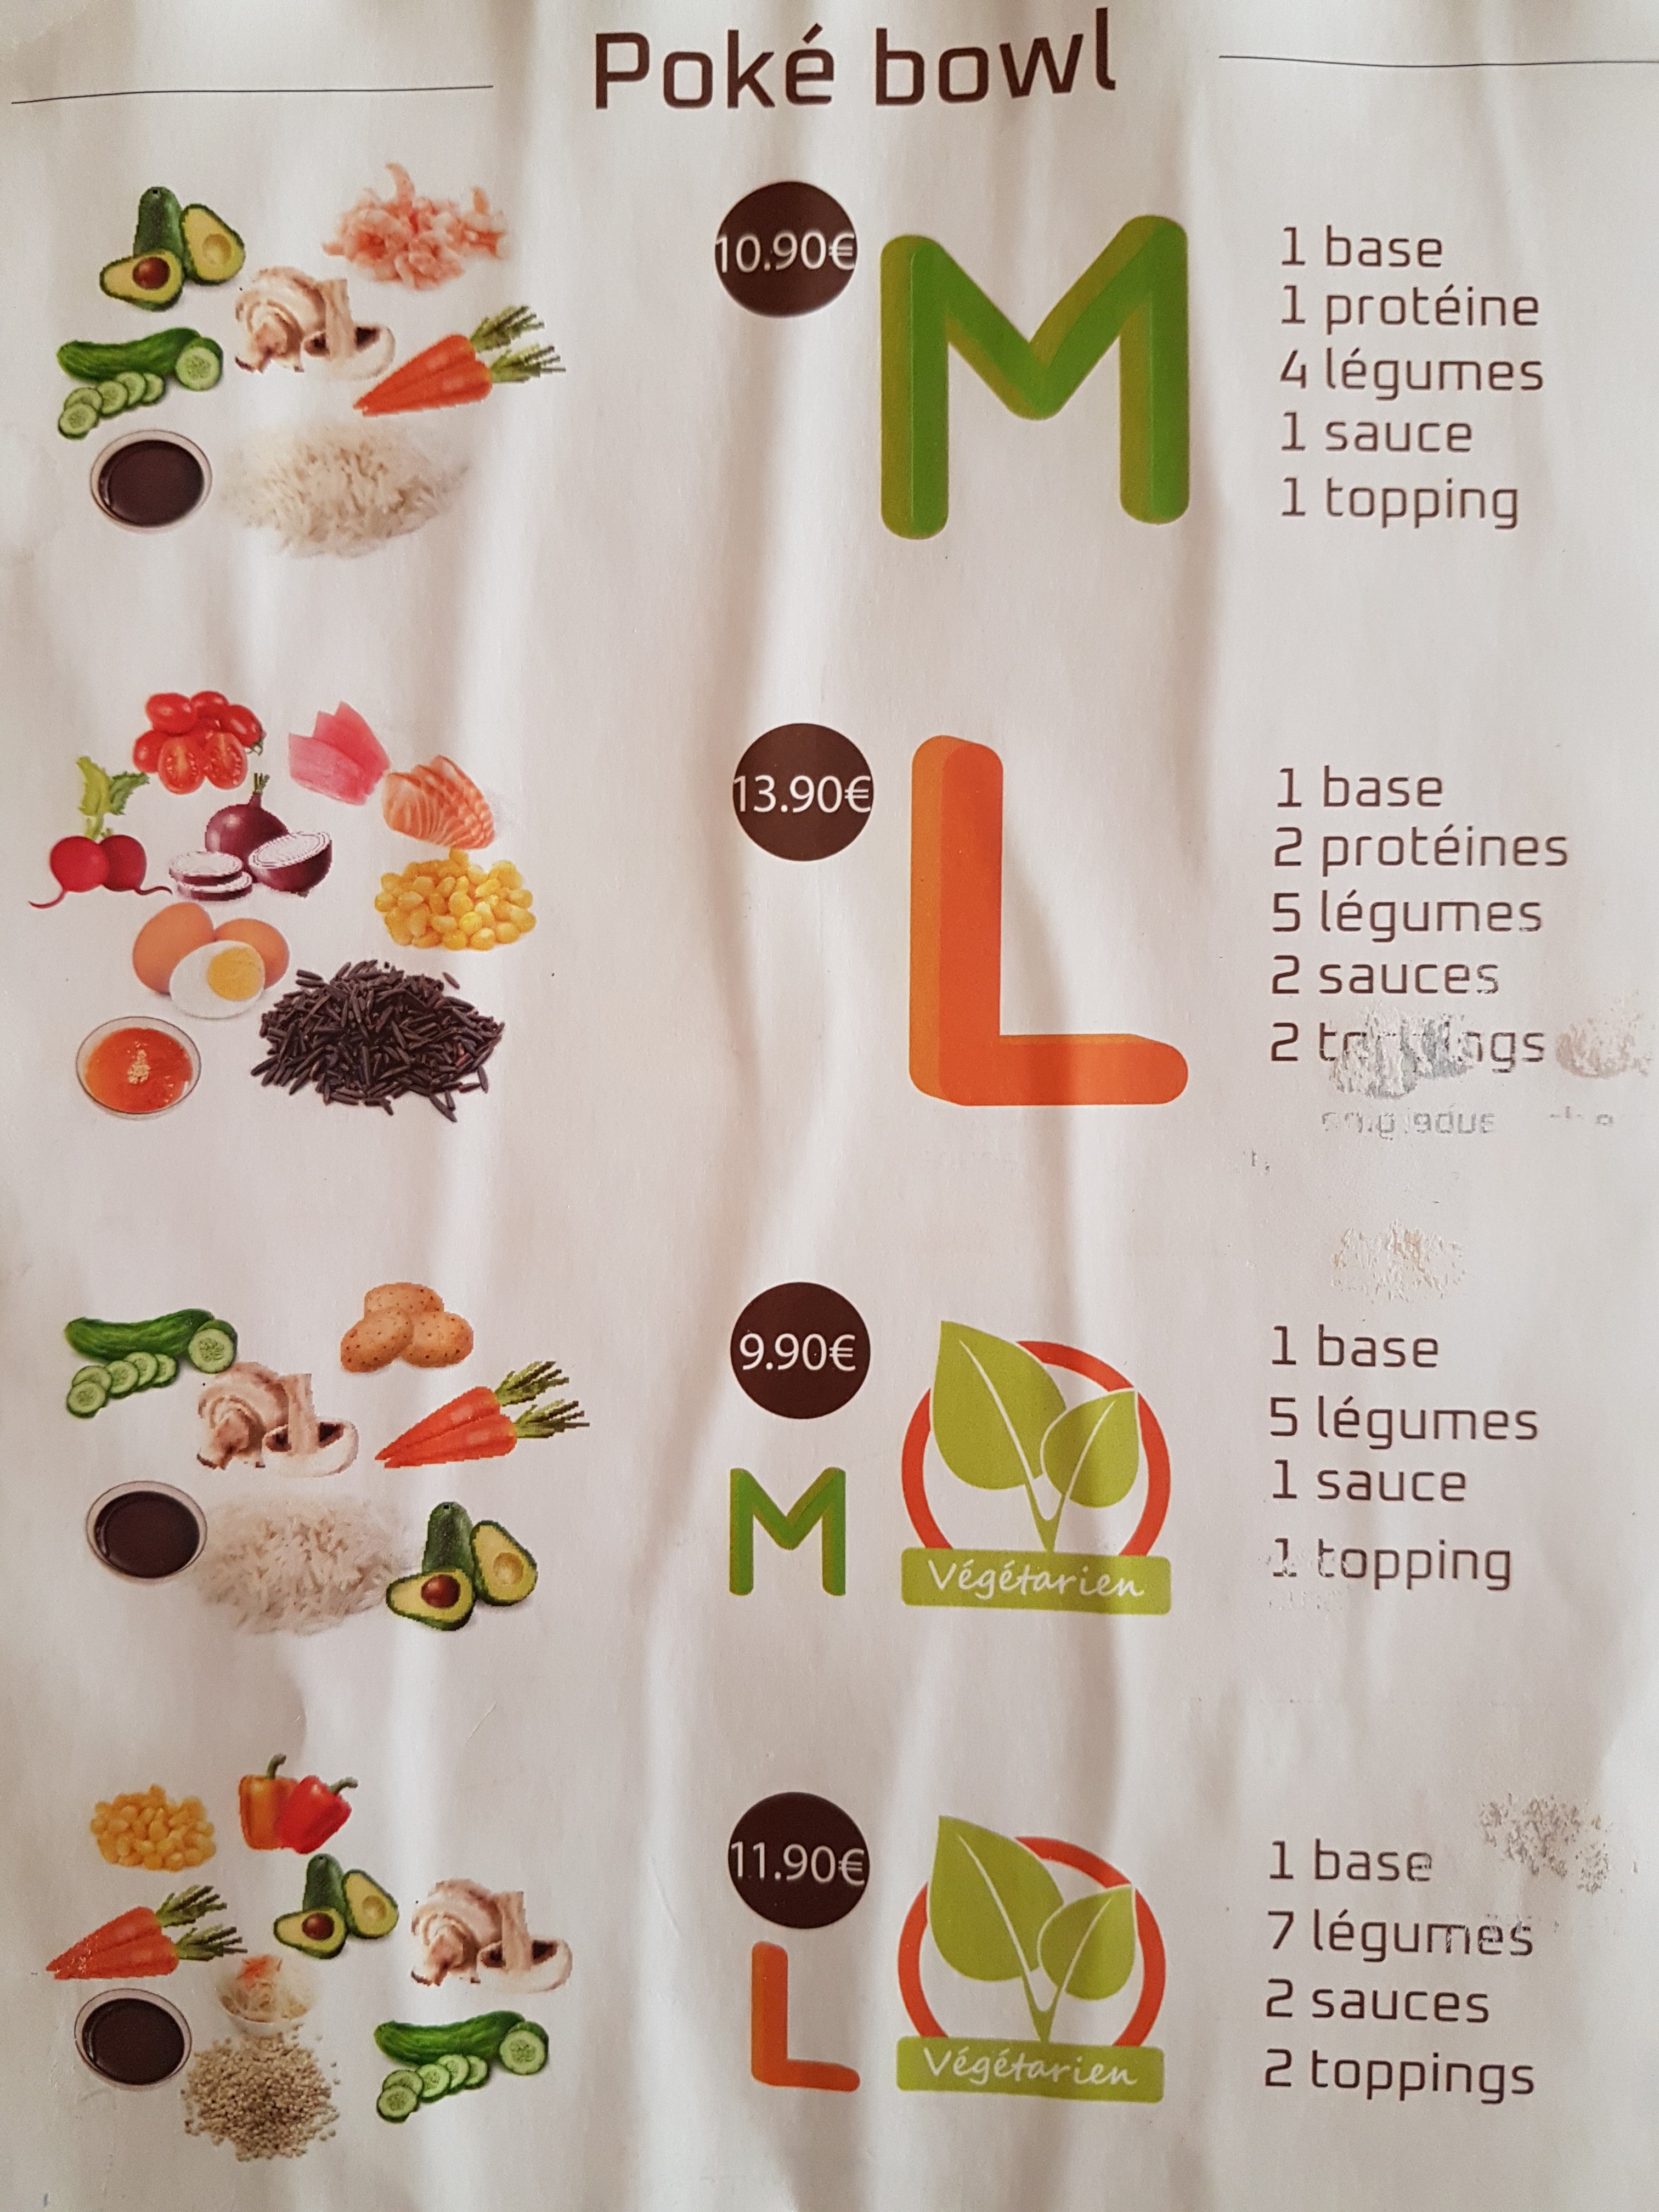 Poké bowl
10.90€
M
1 base
1 protéine
4 légumes
1 sauce
1 topping
13.90€
L
1 base
2 protéines
5 légumes
2 sauces
2
9.90€
M
Végétarien
1 base
5 légumes
1 sauce
1 topping
11.90€
L
Végétarien
1 base
7 légumes
2 sauces
2 toppings